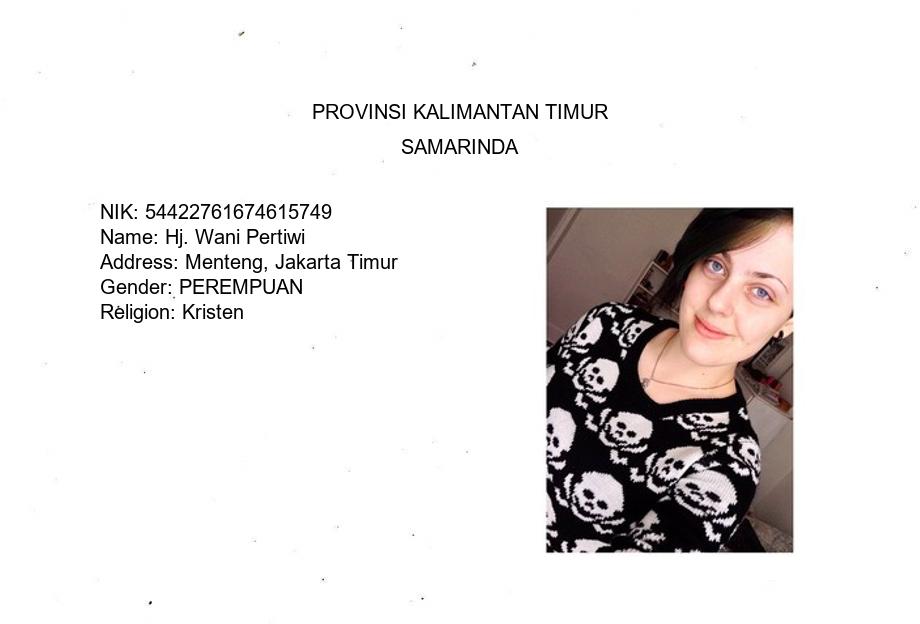 PROVINSI KALIMANTAN TIMUR
SAMARINDA
NIK: 54422761674615749
Name: Hj. Wani Pertiwi
Address: Menteng, Jakarta Timur
Gender: PEREMPUAN
Religion: Kristen